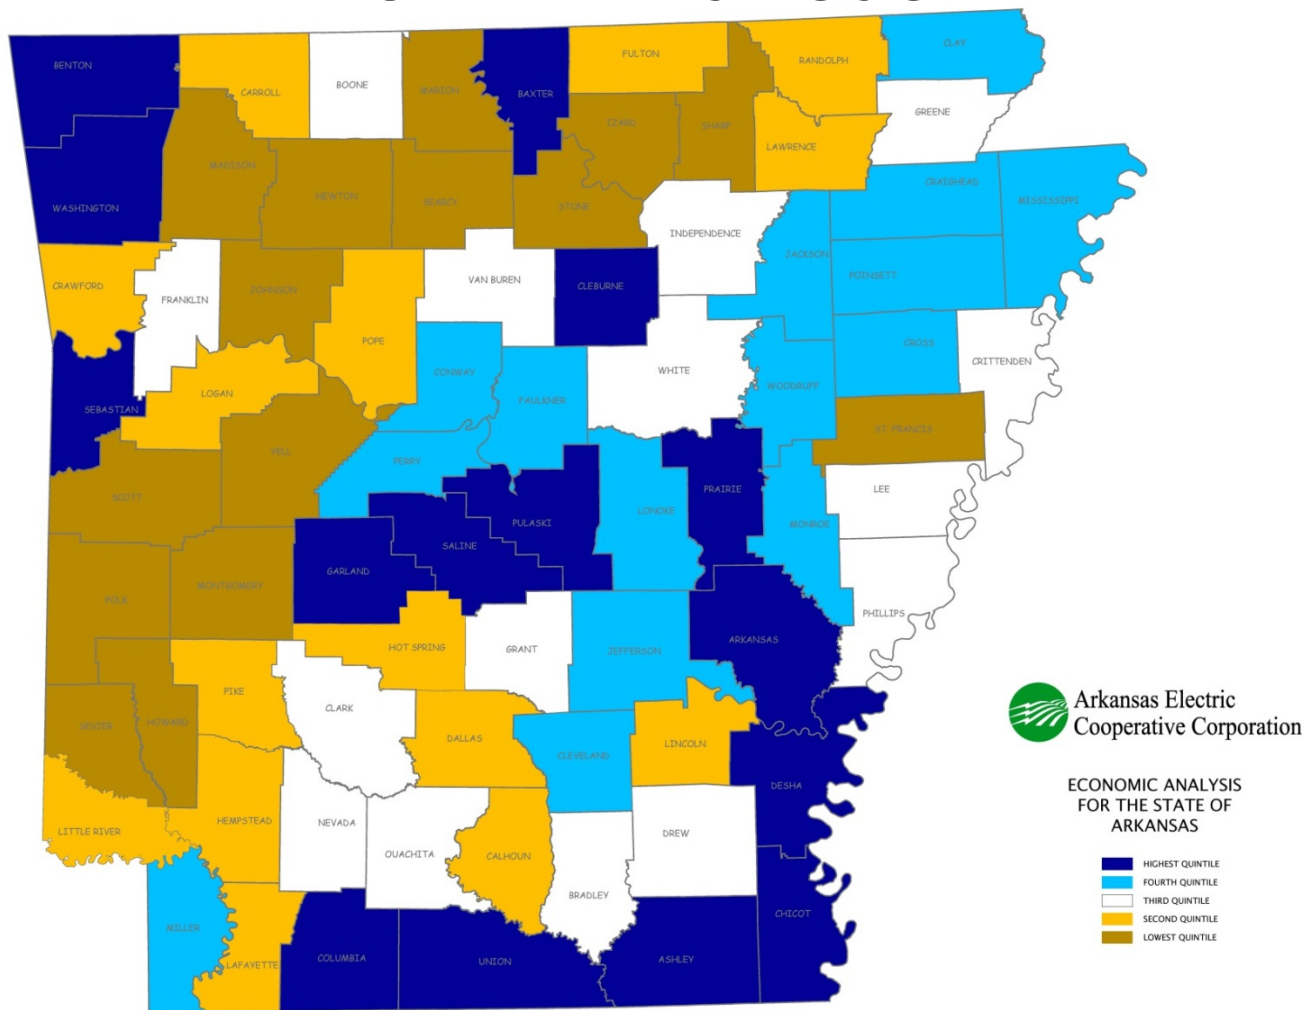 CLAY
FULTON
RANDOLPH
BENTON
BOONE
CARROLL
MARION
BAXTER
GREENE
IZARD
SHARP
LAWRENCE
MADISON
CRAIGHEAD
NEWTON
SEARCY
STONE
MISSISSIPPI
WASHINGTON
INDEPENDENCE
JACKSON
POINSETT
VAN BUREN
CLEBURNE
CRAWFORD
FRANKLIN
JOHNSON
POPE
CROSS
CRITTENDEN
WHITE
CONWAY
WOODRUFF
LOGAN
FAULKNER
SEBASTIAN
ST. FRANCIS
YELL
PERRY
PRAIRIE
LEE
SCOTT
LONOKE
PULASKI
MONROE
SALINE
GARLAND
MONTGOMERY
POLK
PHILLIPS
ARKANSAS
HOT SPRING
GRANT
JEFFERSON
PIKE
CLARK
SEVIER
HOWARD
DALLAS
LINCOLN
CLEVELAND
DESHA
LITTLE RIVER
HEMPSTEAD
NEVADA
DREW
OUACHITA
CALHOUN
BRADLEY
CHICOT
MILLER
LAFAYETTE
COLUMBIA
UNION
ASHLEY
Arkansas Electric
Cooperative Corporation
ECONOMIC ANALYSIS
FOR THE STATE OF
ARKANSAS
HIGHEST QUINTILE
FOURTH QUINTILE
THIRD QUINTILE
SECOND QUINTILE
LOWEST QUINTILE